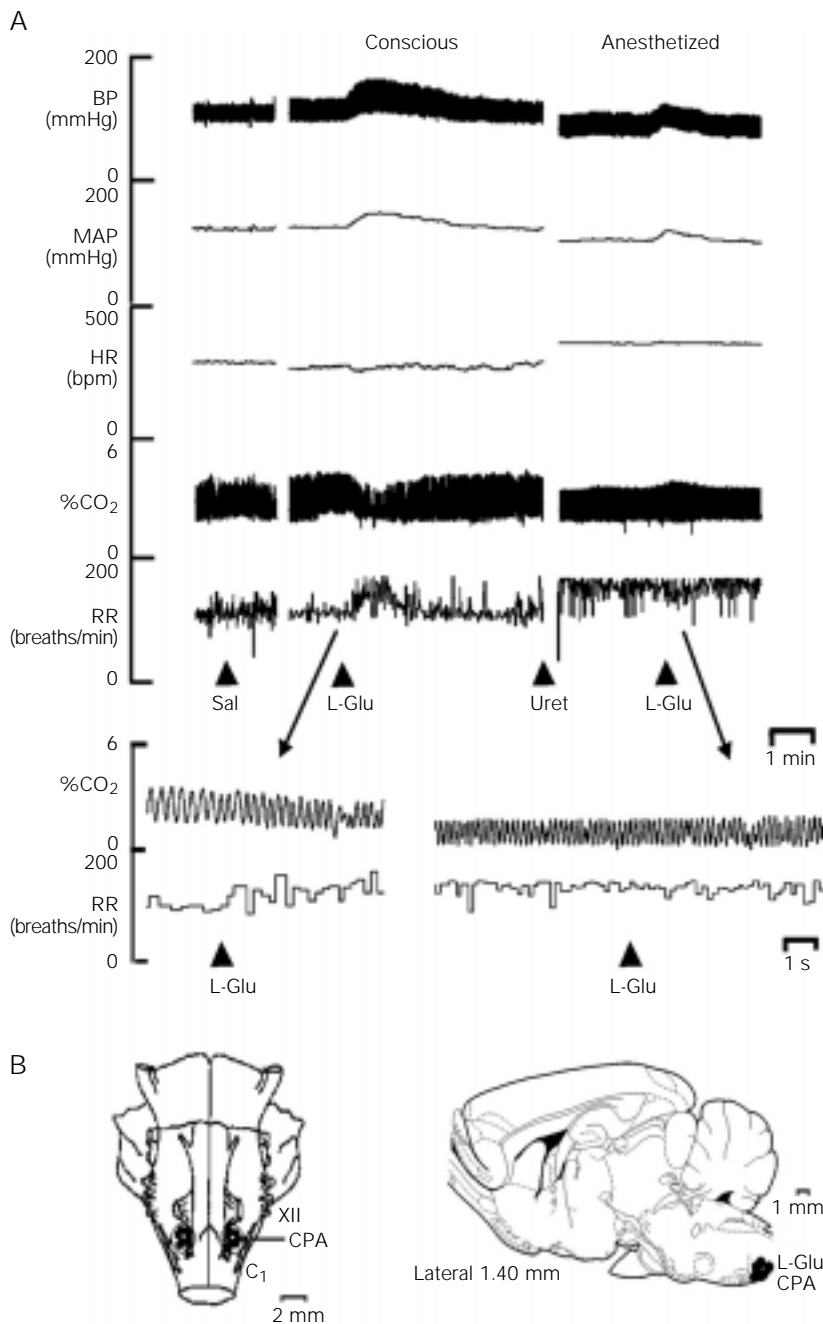 A
Conscious Anesthetized
200
BP
(mmHg)
0
200
MAP
(mmHg)
0
500
HR
(bpm)
0
6
%CO2
0
200
RR
(breaths/min)
0
Sal L-Glu Uret L-Glu
1 min
6
%CO2
0
200
RR
(breaths/min)
0
1 s
L-Glu L-Glu
B
XII
CPA
C1
2 mm
1 mm
Lateral 1.40 mm
L-Glu
CPA